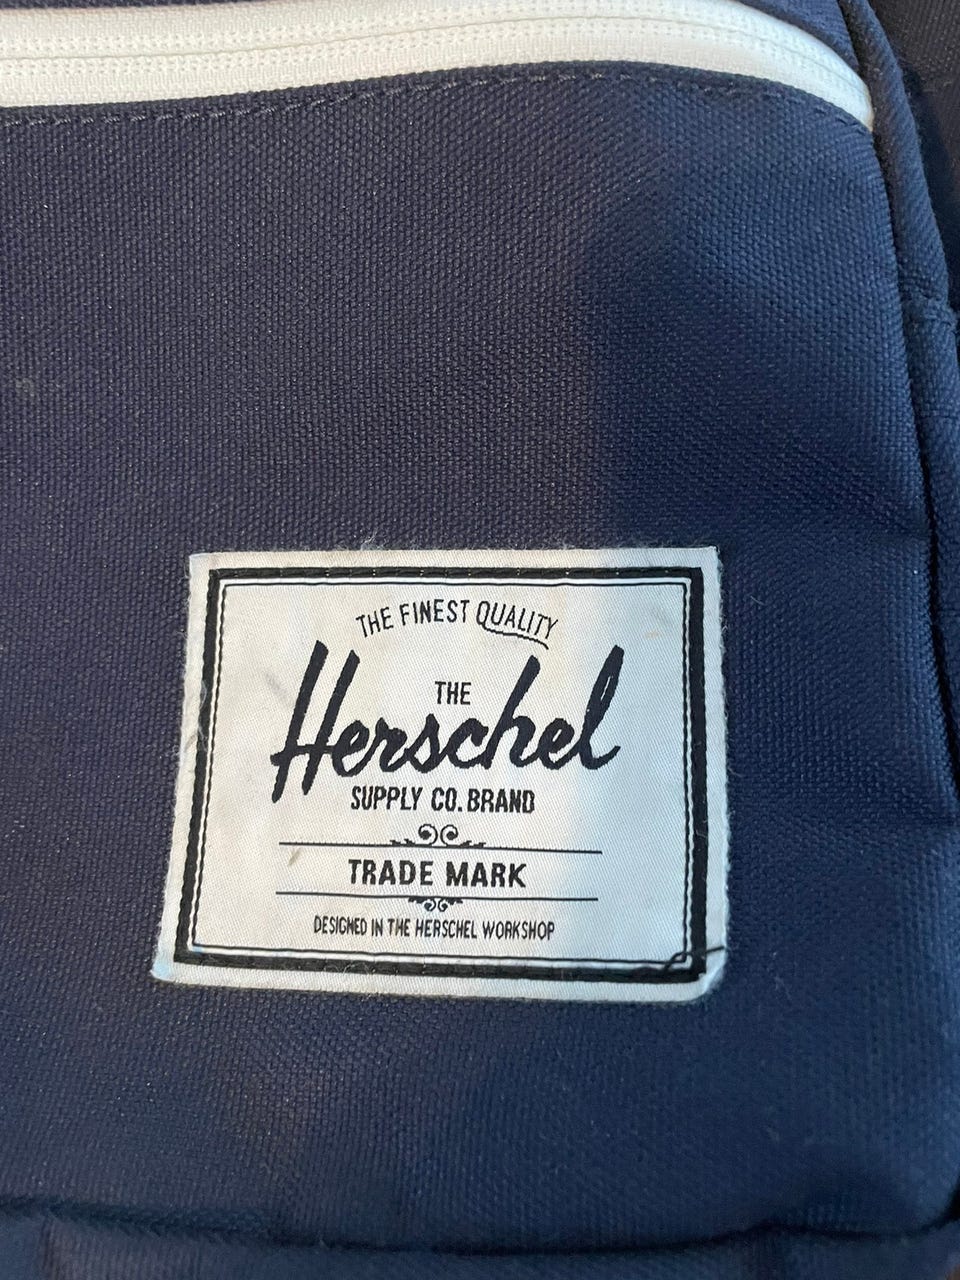 THE FINEST QUALITY
THE
Herschel
SUPPLY CO. BRAND
TRADE MARK
DESIGNED IN THE HERSCHEL WORKSHOP